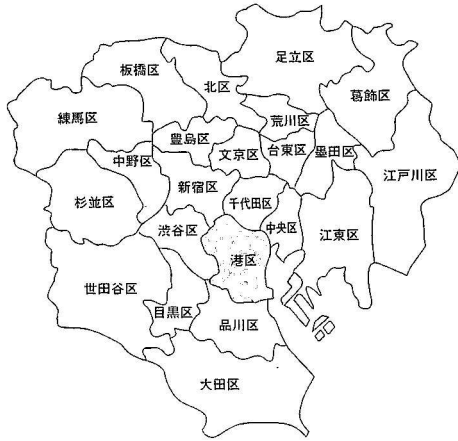 足立区
板橋区
北区
葛飾区
練馬区
荒川区
豊島区
文京区
台東区
墨田区
中野区
江戸川区
新宿区
杉並区
千代田区
中央区
江東区
渋谷区
港区
世田谷区
目黒区
品川区
大田区